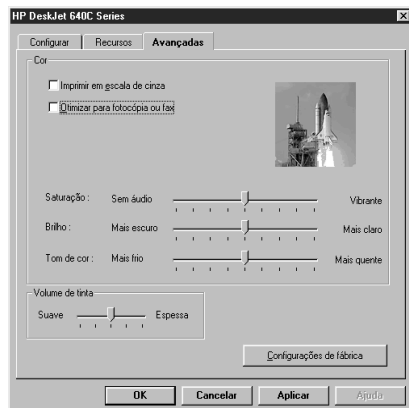 HP DeskJet 640C Series
Configurar Recursos Avançadas
Cor
Imprimir em escala de cinza
Otimizar para fotocópia ou fax
Saturação : Sem áudio Vibrante
Brilho : Mais escuro Mais claro
Tom de cor : Mais frio Mais quente
Volume de tinta
Suave Espessa
Configurações de fábrica
OK Cancelar Aplicar Ajuda